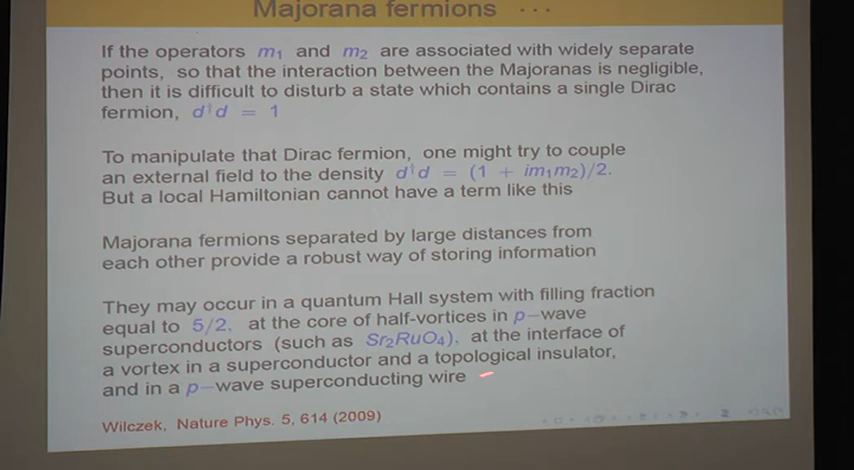 Majorana fermions ...
If the operators m₁ and m₂ are associated with widely separate
points, so that the interaction between the Majoranas is negligible,
then it is difficult to disturb a state which contains a single Dirac
fermion, d†d = 1
To manipulate that Dirac fermion, one might try to couple
an external field to the density d†d = (1 + im₁m₂)/2.
But a local Hamiltonian cannot have a term like this
Majorana fermions separated by large distances from
each other provide a robust way of storing information
They may occur in a quantum Hall system with filling fraction
equal to 5/2, at the core of half-vortices in p-wave
superconductors (such as Sr₂RuO₄), at the interface of
a vortex in a superconductor and a topological insulator,
and in a p-wave superconducting wire
Wilczek, Nature Phys. 5, 614 (2009)